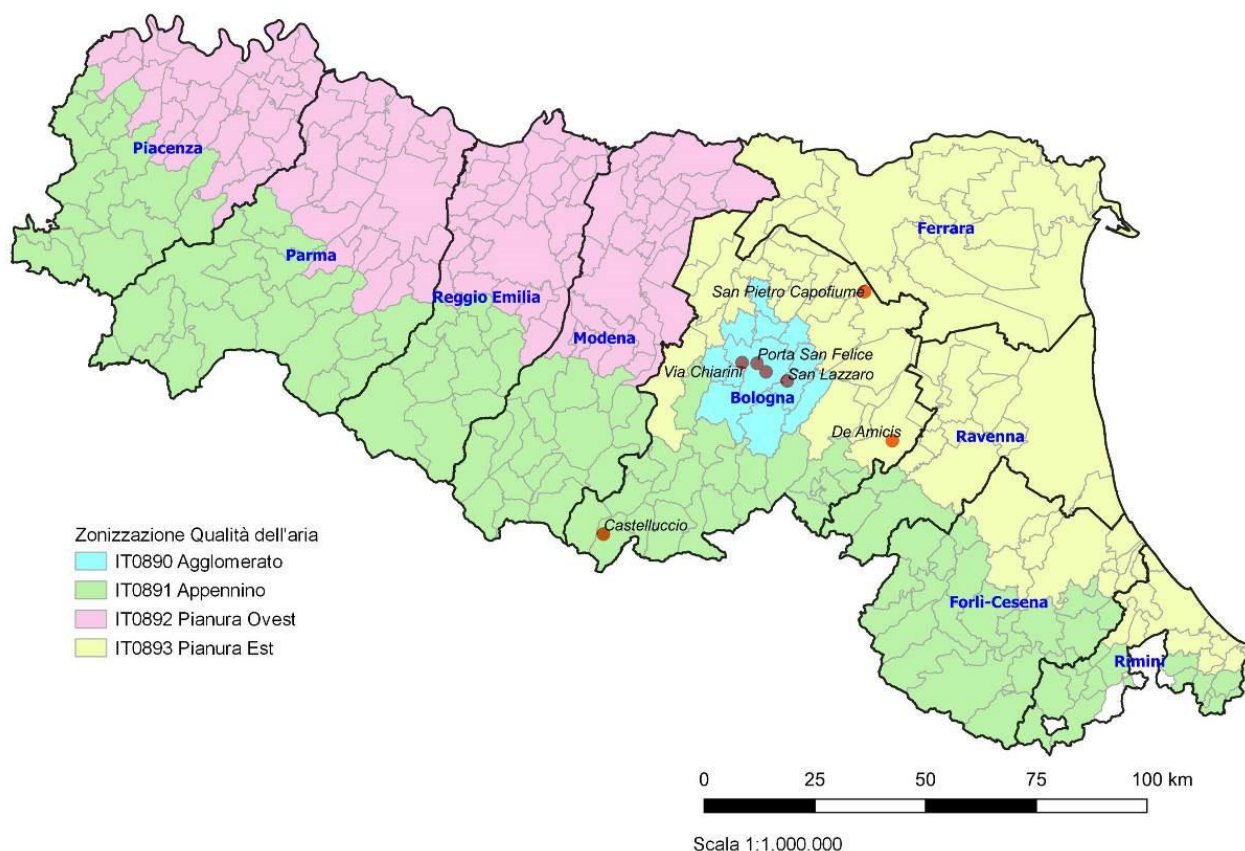 Piacenza
Parma
Reggio Emilia
Modena
Ferrara
San Pietro Capofiume
Porta San Felice
Via Chiarini
San Lazzaro
Bologna
De Amicis
Ravenna
Castelluccio
Forlì-Cesena
Rimini
Zonizzazione Qualità dell'aria
IT0890 Agglomerato
IT0891 Appennino
IT0892 Pianura Ovest
IT0893 Pianura Est
0 25 50 75 100 km
Scala 1:1.000.000